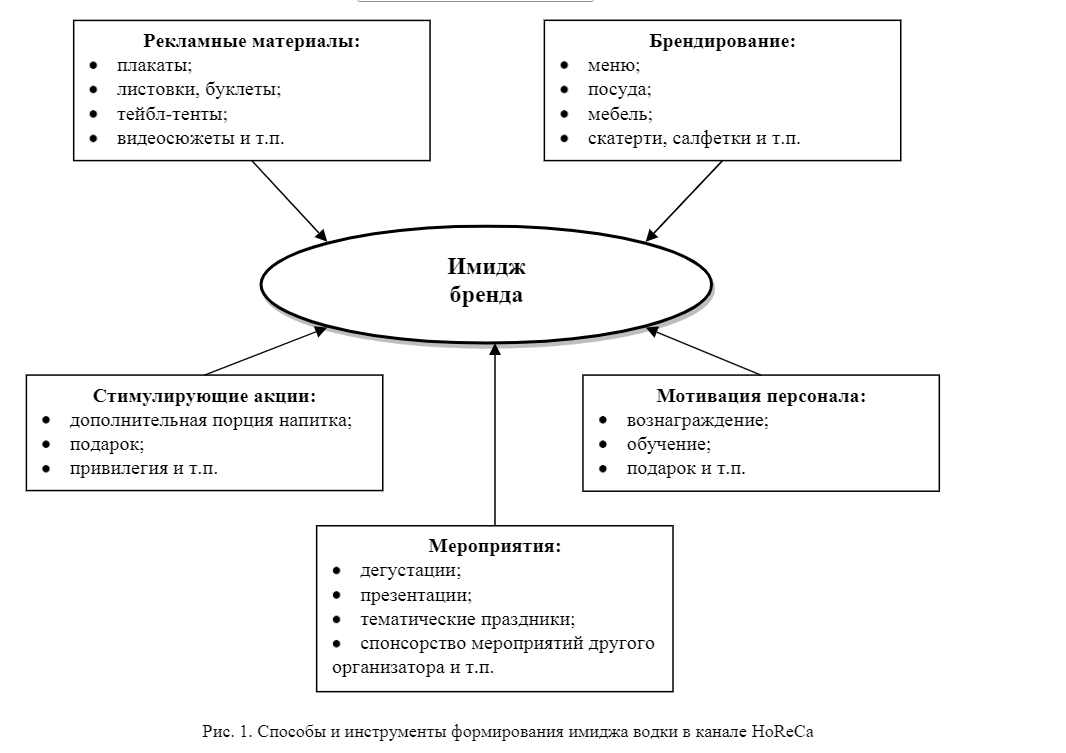 Рекламные материалы:
• плакаты;
• листовки, буклеты;
• тейбл-тенты;
• видеосюжеты и т.п.
Брендирование:
• меню;
• посуда;
• мебель;
• скатерти, салфетки и т.п.
Имидж
бренда
Стимулирующие акции:
• дополнительная порция напитка;
• подарок;
• привилегия и т.п.
Мотивация персонала:
• вознаграждение;
• обучение;
• подарок и т.п.
Мероприятия:
• дегустации;
• презентации;
• тематические праздники;
• спонсорство мероприятий другого
организатора и т.п.
Рис. 1. Способы и инструменты формирования имиджа водки в канале HoReCa